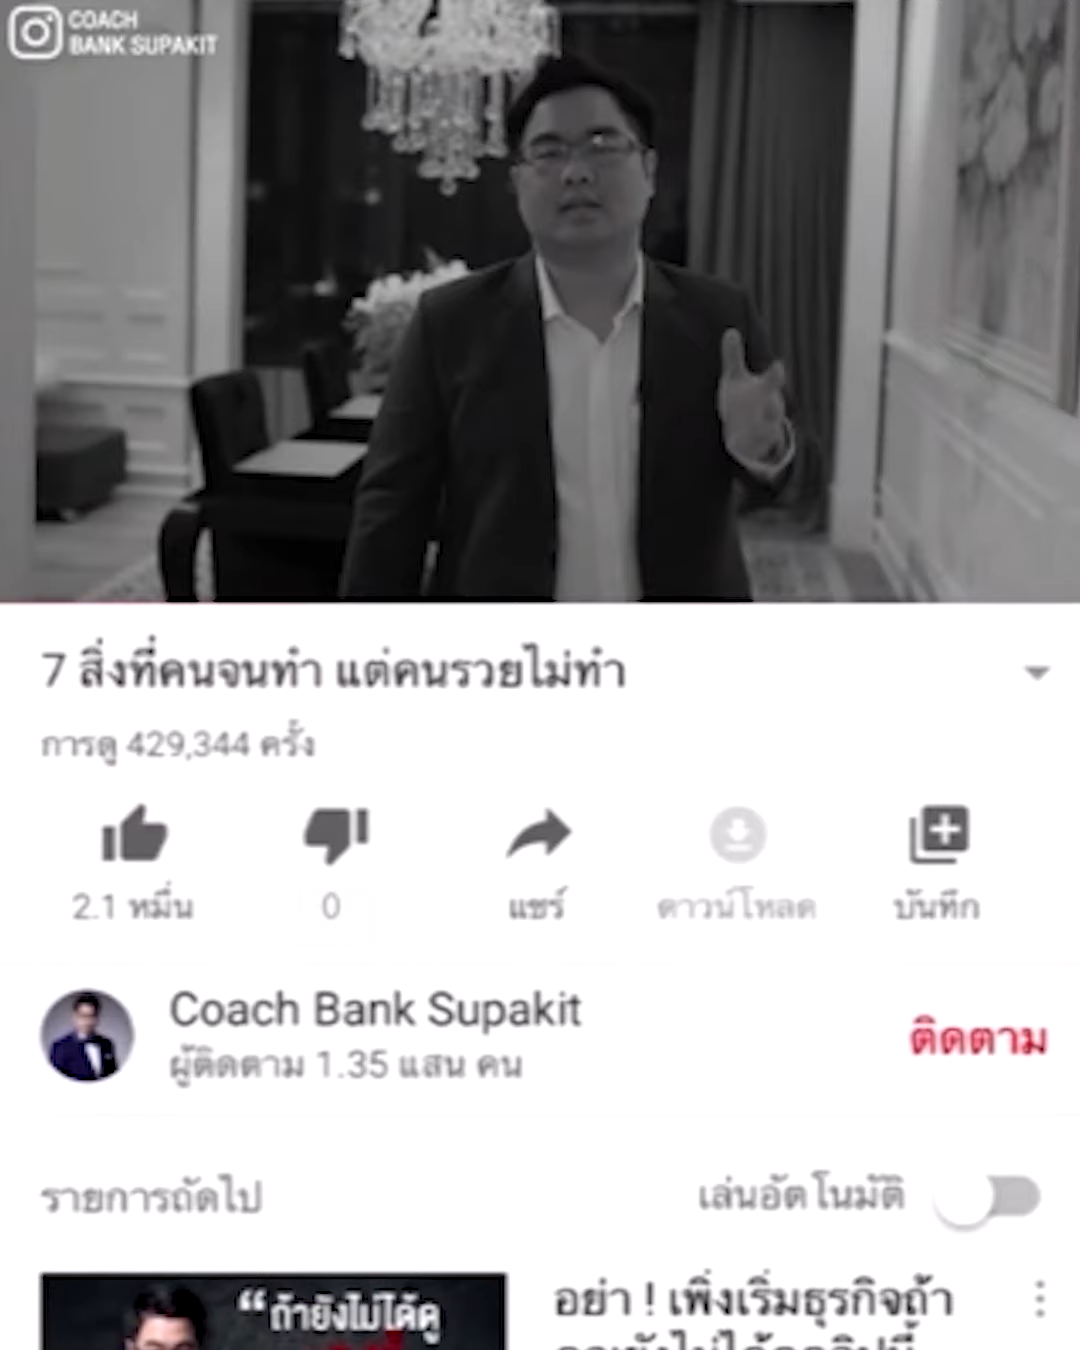 COACH
BANK SUPAKIT
7 สิ่งที่คนจนทำ แต่คนรวยไม่ทำ
การดู 429,344 ครั้ง
2.1 หมื่น
0
แชร์
ดาวน์โหลด
บันทึก
Coach Bank Supakit
ผู้ติดตาม 1.35 แสน คน
ติดตาม
รายการถัดไป
เล่นอัตโนมัติ
“ถ้ายังไม่ได้ดู
อย่า ! เพิ่งเริ่มธุรกิจถ้า